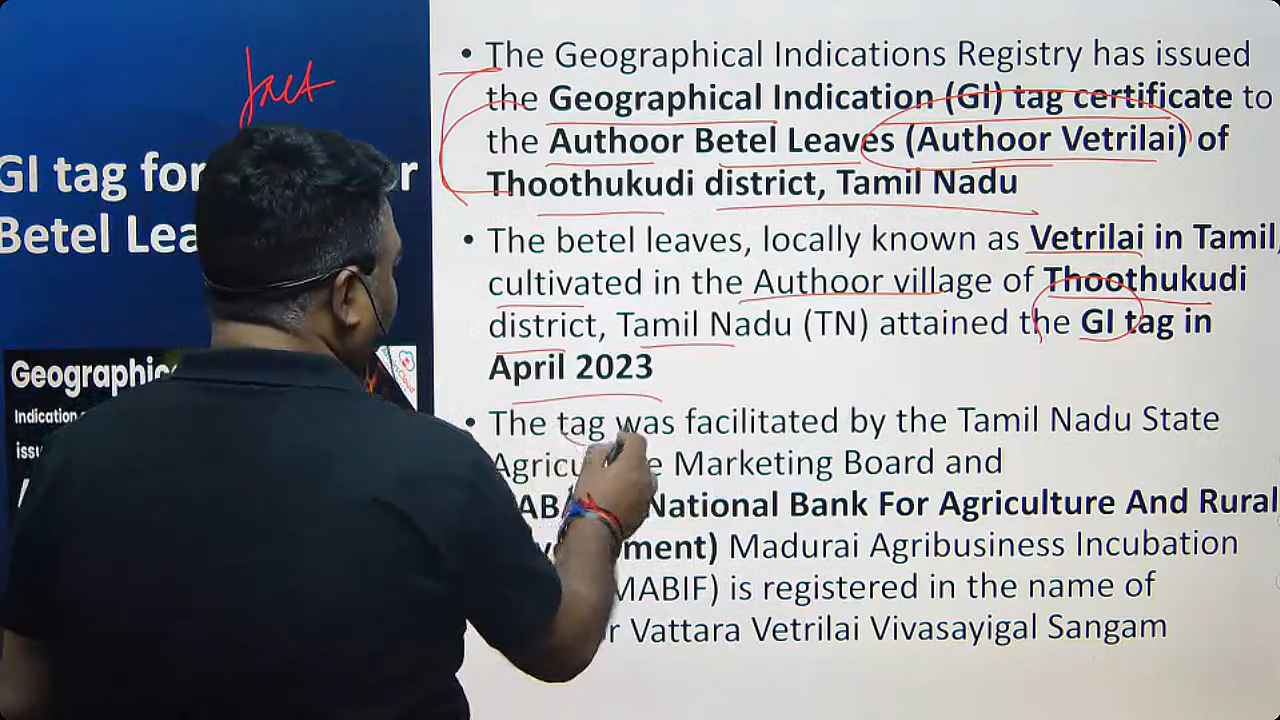 fact
GI tag for r
Betel Lea
Geographic
Indication
issu
• The Geographical Indications Registry has issued
the Geographical Indication (GI) tag certificate to
the Authoor Betel Leaves (Authoor Vetrilai) of
Thoothukudi district, Tamil Nadu
• The betel leaves, locally known as Vetrilai in Tamil,
cultivated in the Authoor village of Thoothukudi
district, Tamil Nadu (TN) attained the GI tag in
April 2023
• The tag was facilitated by the Tamil Nadu State
Agricu e Marketing Board and
AB National Bank For Agriculture And Rural
ment) Madurai Agribusiness Incubation
MABIF) is registered in the name of
r Vattara Vetrilai Vivasayigal Sangam